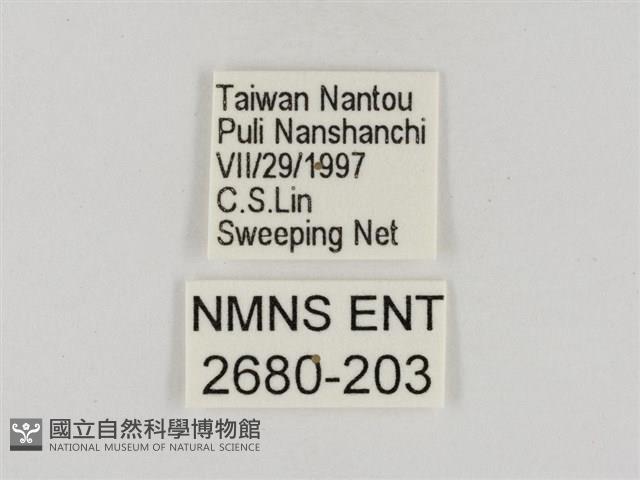 Taiwan Nantou
Puli Nanshanchi
VII/29/1997
C.S.Lin
Sweeping Net
NMNS ENT
2680-203
國立自然科學博物館
NATIONAL MUSEUM OF NATURAL SCIENCE